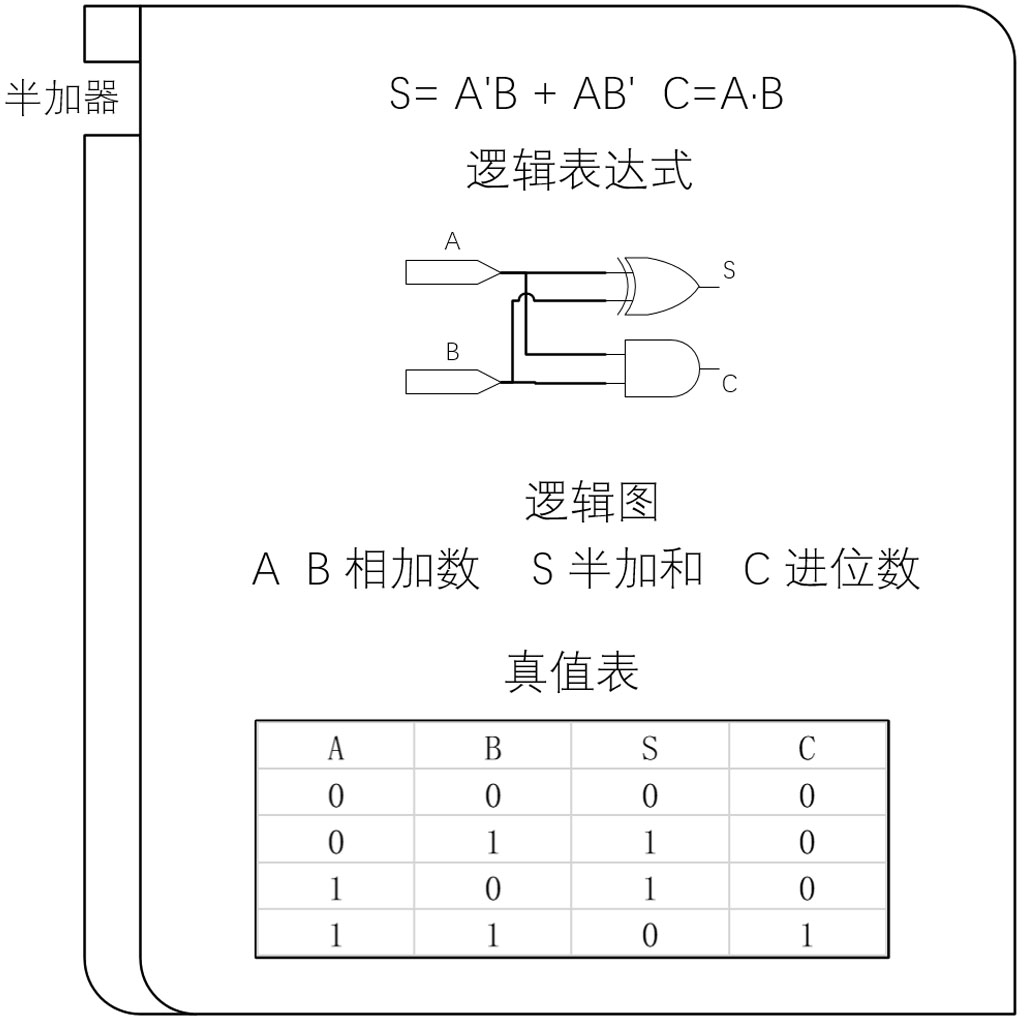 半加器
S= A'B + AB' C=A·B
逻辑表达式
A
S
B
C
逻辑图
A B 相加数 S 半加和 C 进位数
真值表
A B S C
0 0 0 0
0 1 1 0
1 0 1 0
1 1 0 1